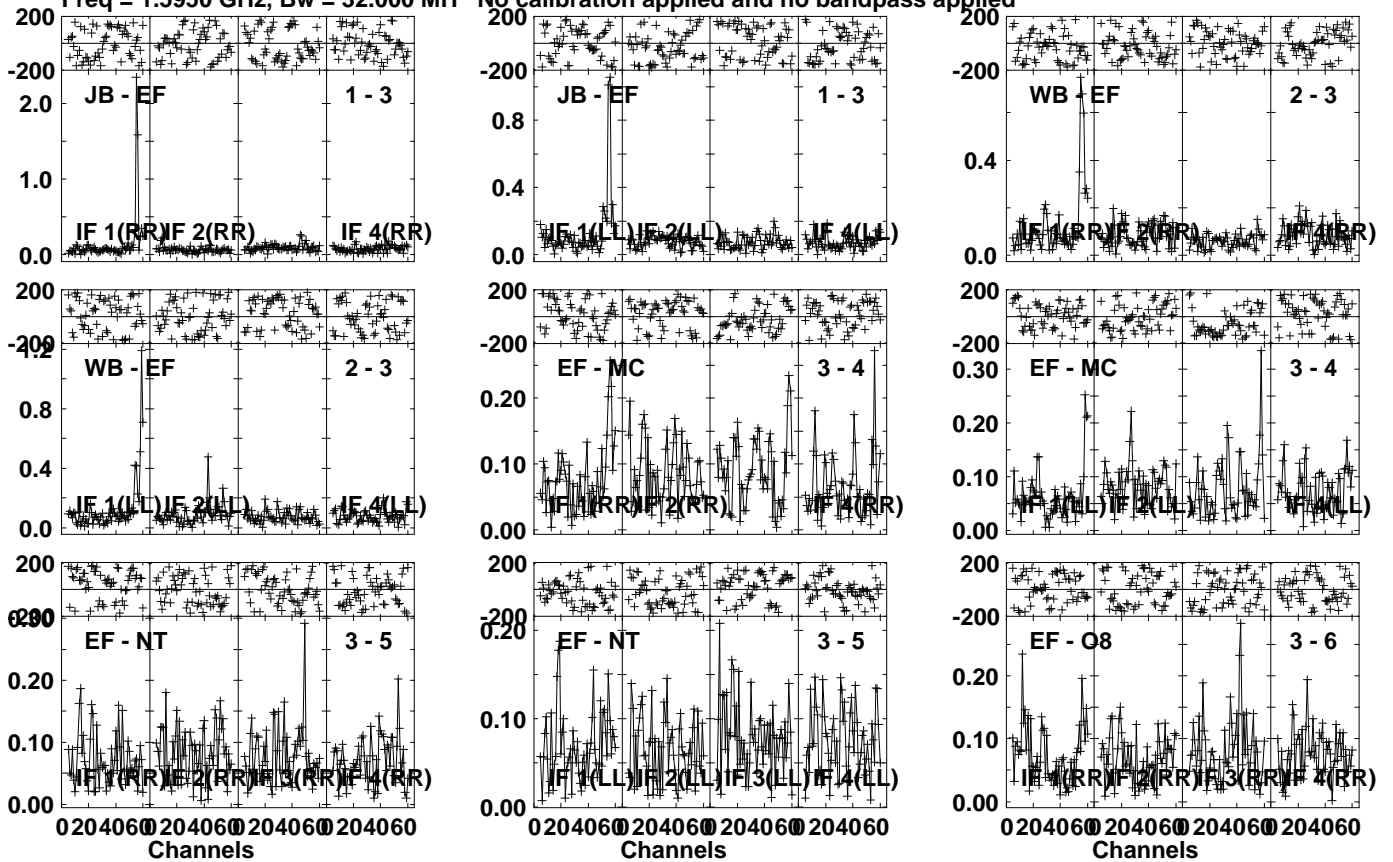 Freq = 1.5950 GHz, Bw = 32.000 MH No calibration applied and no bandpass applied
200
-200
JB - EF
1 - 3
2.0
1.0
0.0
IF 1(RR)
IF 2(RR)
IF 4(RR)
200
-200
JB - EF
1 - 3
0.8
0.4
0.0
IF 1(LL)
IF 2(LL)
IF 4(LL)
200
-200
WB - EF
2 - 3
0.4
0.0
IF 1(RR)
IF 2(RR)
IF 4(RR)
200
-200
1.2
WB - EF
2 - 3
0.8
0.4
0.0
IF 1(LL)
IF 2(LL)
IF 4(LL)
200
-200
EF - MC
3 - 4
0.20
0.10
0.00
IF 1(RR)
IF 2(RR)
IF 4(RR)
200
-200
EF - MC
3 - 4
0.30
0.20
0.10
0.00
IF 1(LL)
IF 2(LL)
IF 4(LL)
200
-200
0.30
EF - NT
3 - 5
0.20
0.10
0.00
IF 1(RR)
IF 2(RR)
IF 3(RR)
IF 4(RR)
0 20 40 60 0 20 40 60 0 20 40 60 0 20 40 60
Channels
200
-200
EF - NT
3 - 5
0.20
0.10
0.00
IF 1(LL)
IF 2(LL)
IF 3(LL)
IF 4(LL)
0 20 40 60 0 20 40 60 0 20 40 60 0 20 40 60
Channels
200
-200
EF - O8
3 - 6
0.20
0.10
0.00
IF 1(RR)
IF 2(RR)
IF 3(RR)
IF 4(RR)
0 20 40 60 0 20 40 60 0 20 40 60 0 20 40 60
Channels